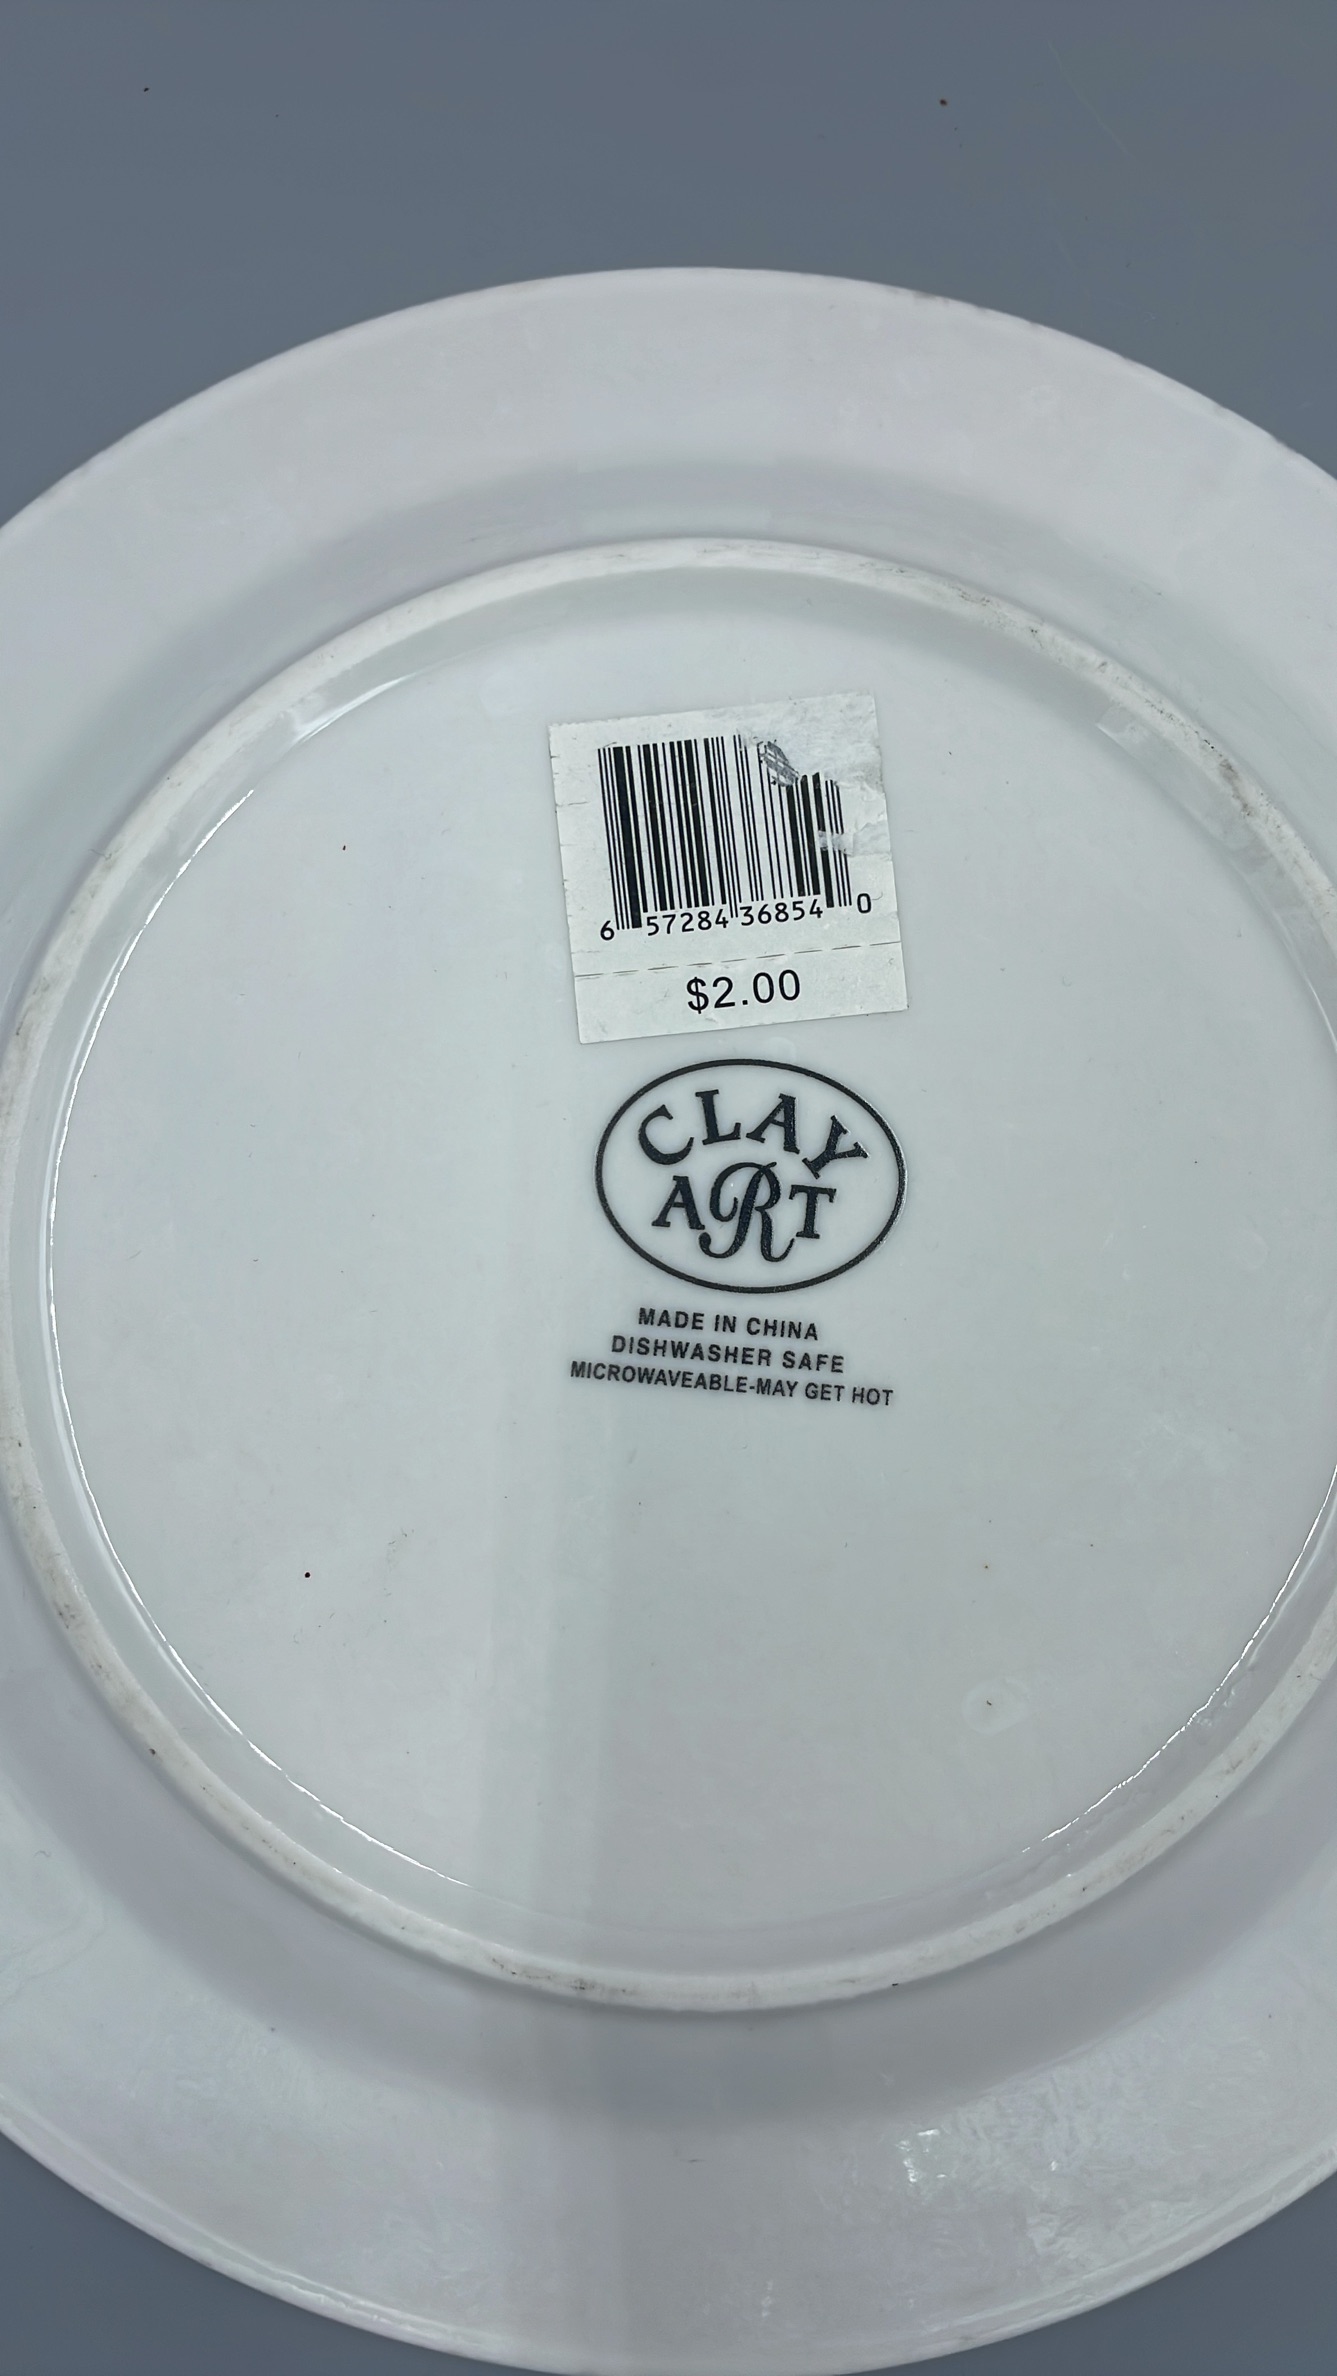 6 57284 36854 0
$2.00
CLAY
ART
MADE IN CHINA
DISHWASHER SAFE
MICROWAVEABLE-MAY GET HOT